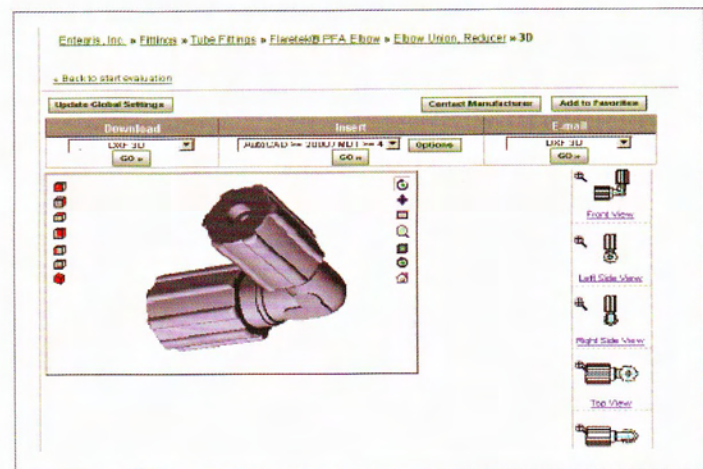 Entegris, Inc. » Fittings » Tube Fittings » Flaretek® PFA Elbow » Elbow Union, Reducer » 3D
« Back to start evaluation
Update Global Settings Contact Manufacturer Add to Favorites
Download Insert E-mail
DXF 3D AutoCAD >= 2000 / MDT >= 4 Options DXF 3D
GO » GO » GO »
Front View
Left Side View
Right Side View
Top View